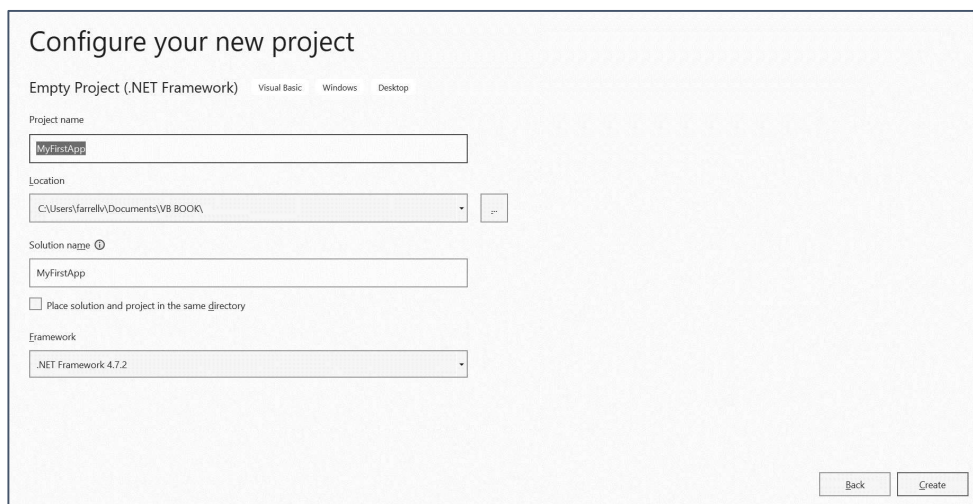 Configure your new project
Empty Project (.NET Framework) Visual Basic Windows Desktop
Project name
MyFirstApp
Location
C:\Users\farrellv\Documents\VB BOOK\
...
Solution name
MyFirstApp
Place solution and project in the same directory
Framework
.NET Framework 4.7.2
Back Create